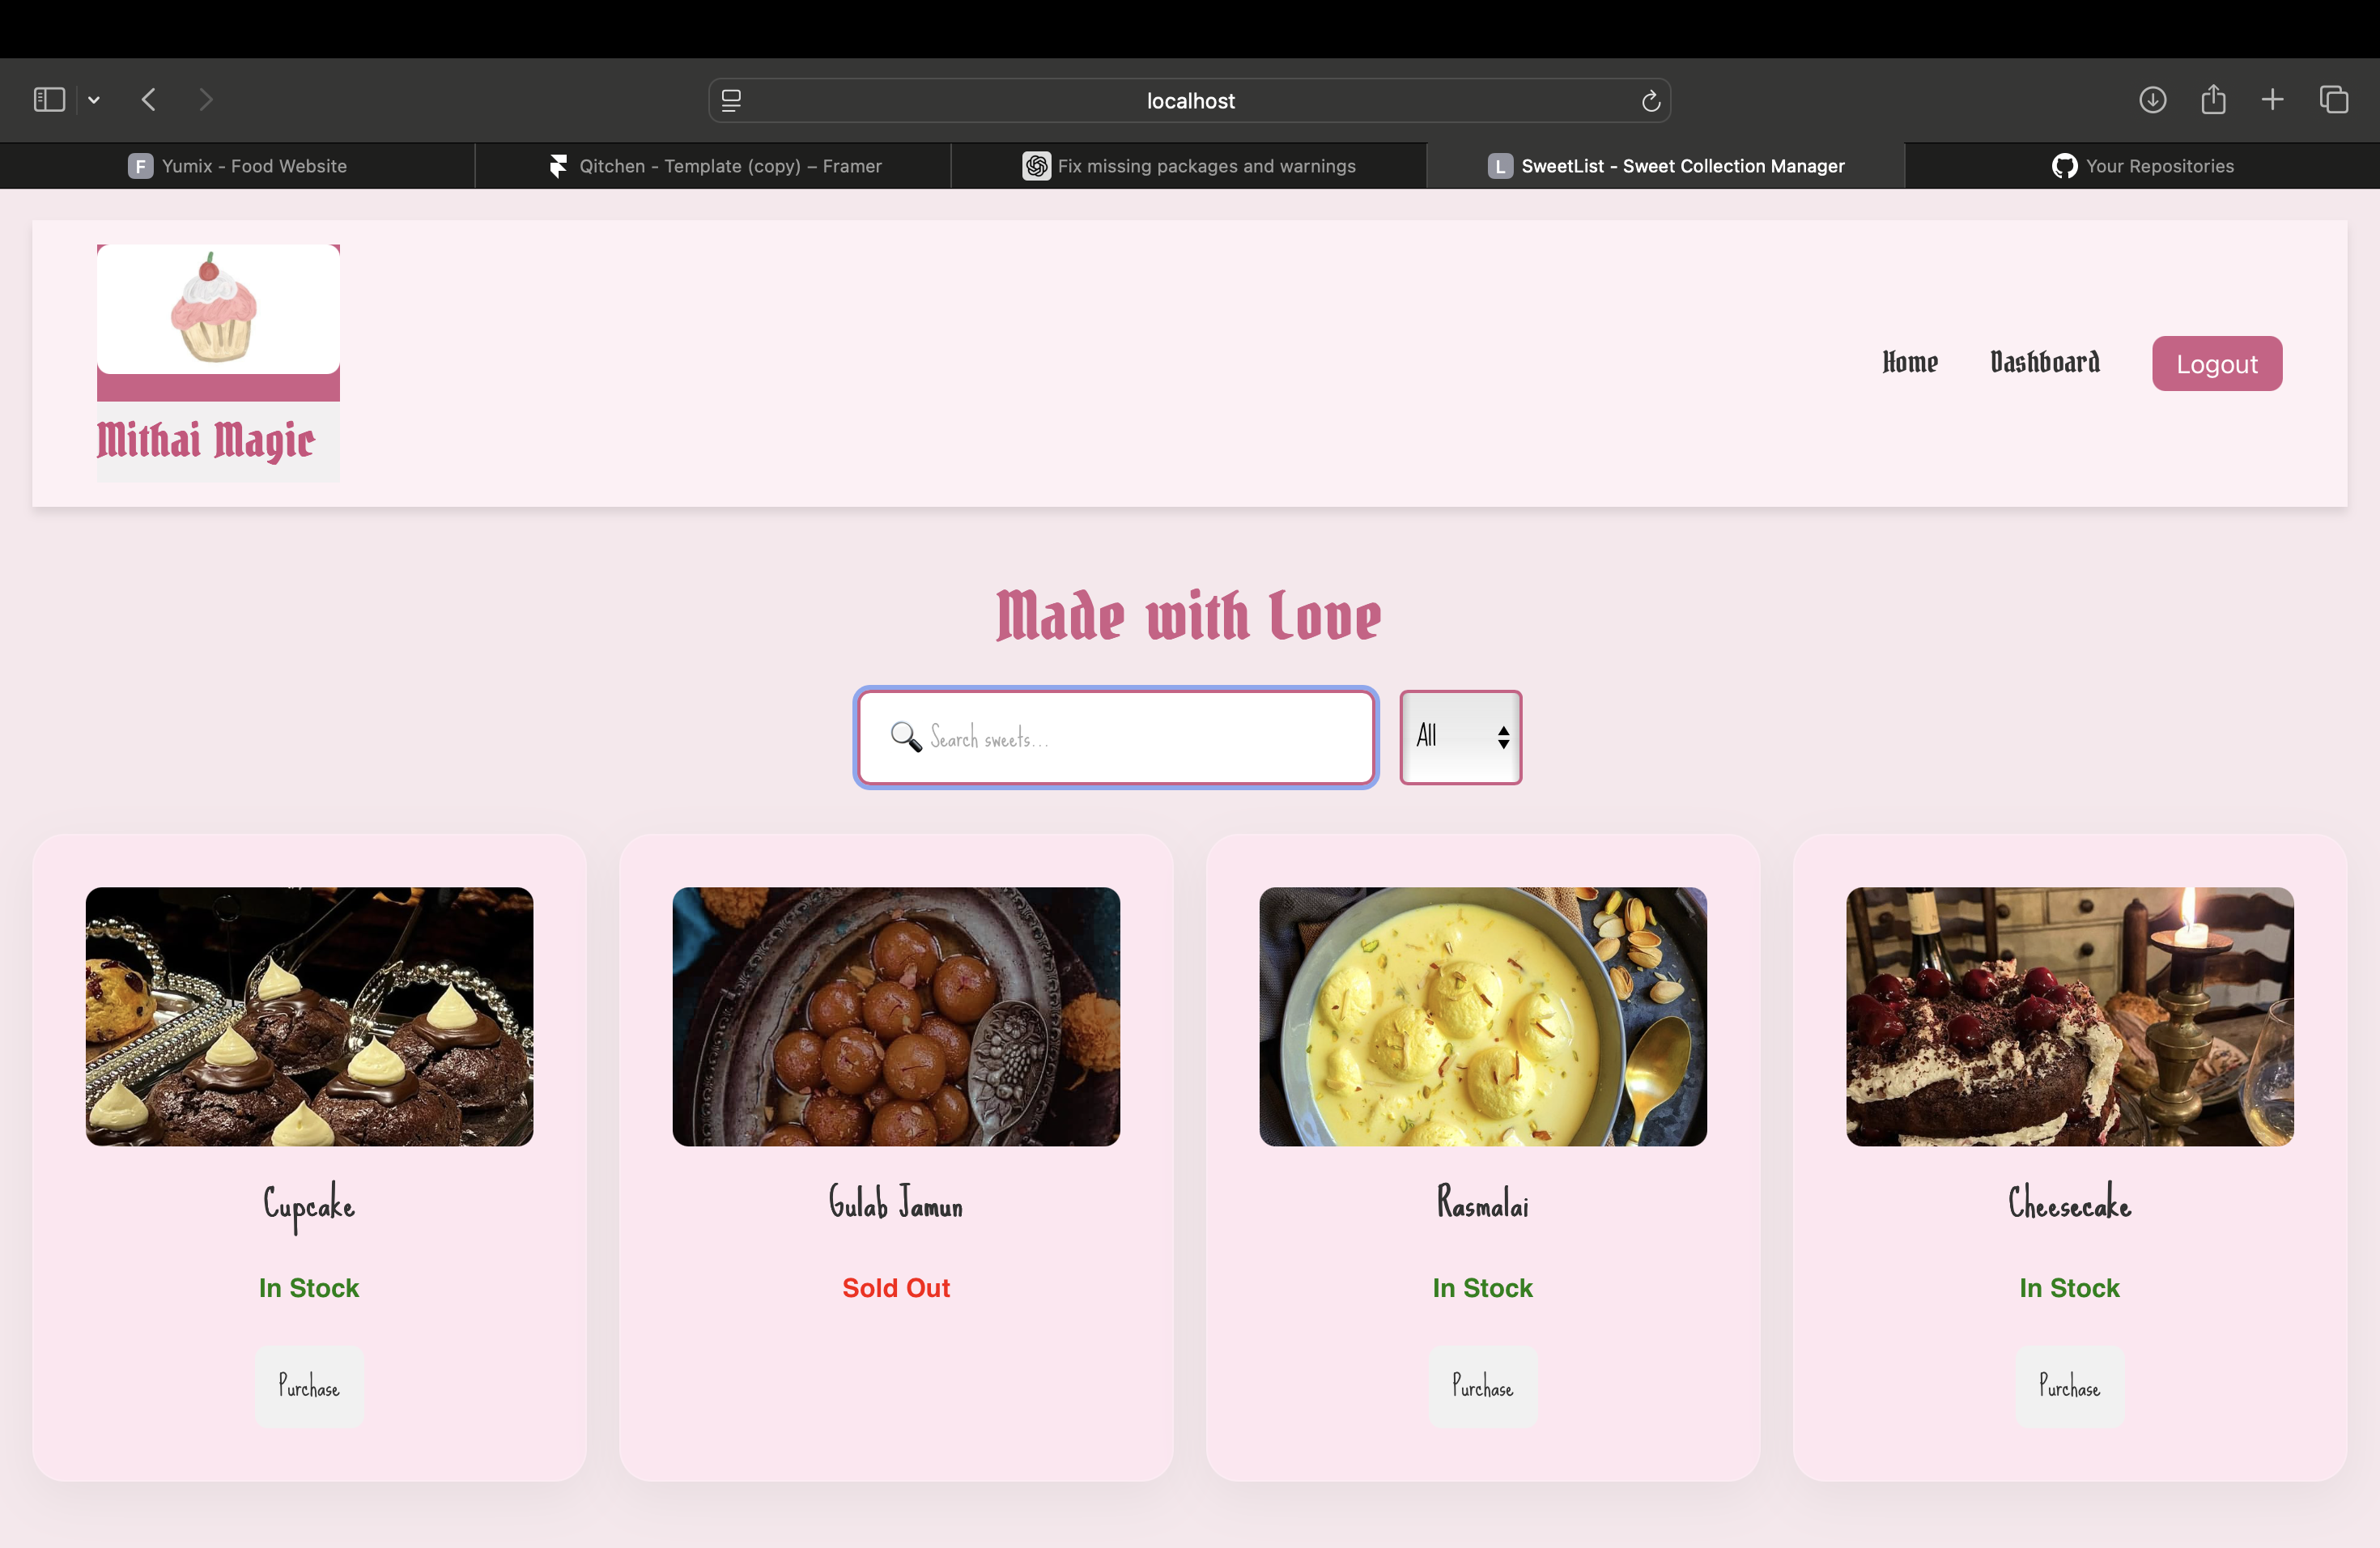 localhost
F Yumix - Food Website
Qitchen - Template (copy) – Framer
Fix missing packages and warnings
L SweetList - Sweet Collection Manager
Your Repositories
Mithai Magic
Home
Dashboard
Logout
Made with Love
Search sweets...
All
Cupcake
Gulab Jamun
Rasmalai
Cheesecake
In Stock
Sold Out
In Stock
In Stock
Purchase
Purchase
Purchase